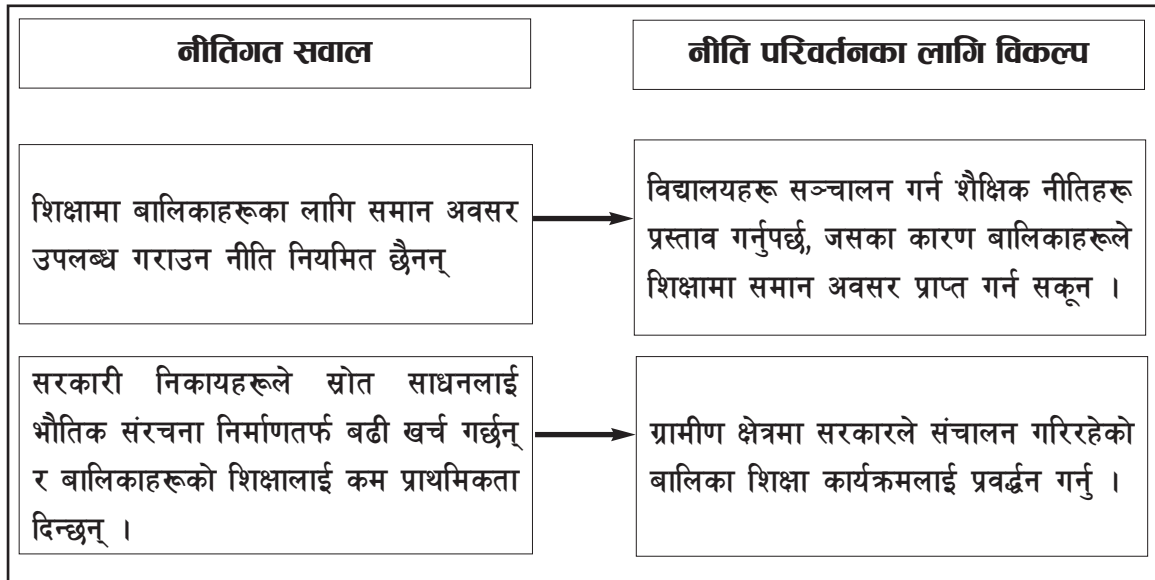 नीतिगत सवाल
नीति परिवर्तनका लागि विकल्प
शिक्षामा बालिकाहरूका लागि समान अवसर
उपलब्ध गराउन नीति नियमित छैनन्
विद्यालयहरू सञ्चालन गर्न शैक्षिक नीतिहरू
प्रस्ताव गर्नुपर्छ, जसका कारण बालिकाहरूले
शिक्षामा समान अवसर प्राप्त गर्न सकून ।
सरकारी निकायहरूले स्रोत साधनलाई
भौतिक संरचना निर्माणतर्फ बढी खर्च गर्छन्
र बालिकाहरूको शिक्षालाई कम प्राथमिकता
दिन्छन् ।
ग्रामीण क्षेत्रमा सरकारले संचालन गरिरहेको
बालिका शिक्षा कार्यक्रमलाई प्रवर्द्धन गर्नु ।